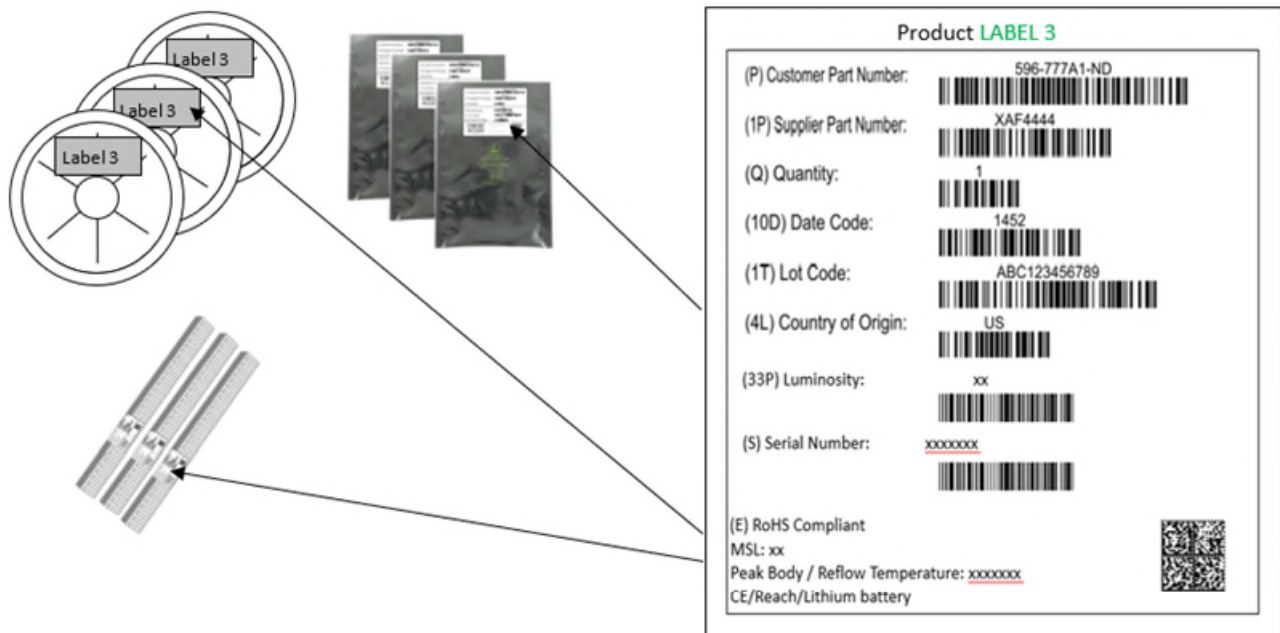 Label 3
Label 3
Label 3
Product LABEL 3
(P) Customer Part Number:
596-777A1-ND
(1P) Supplier Part Number:
XAF4444
(Q) Quantity:
1
(10D) Date Code:
1452
(1T) Lot Code:
ABC123456789
(4L) Country of Origin:
US
(33P) Luminosity:
xx
(S) Serial Number:
xxxxxxx
(E) RoHS Compliant
MSL: xx
Peak Body / Reflow Temperature: xxxxxxx
CE/Reach/Lithium battery